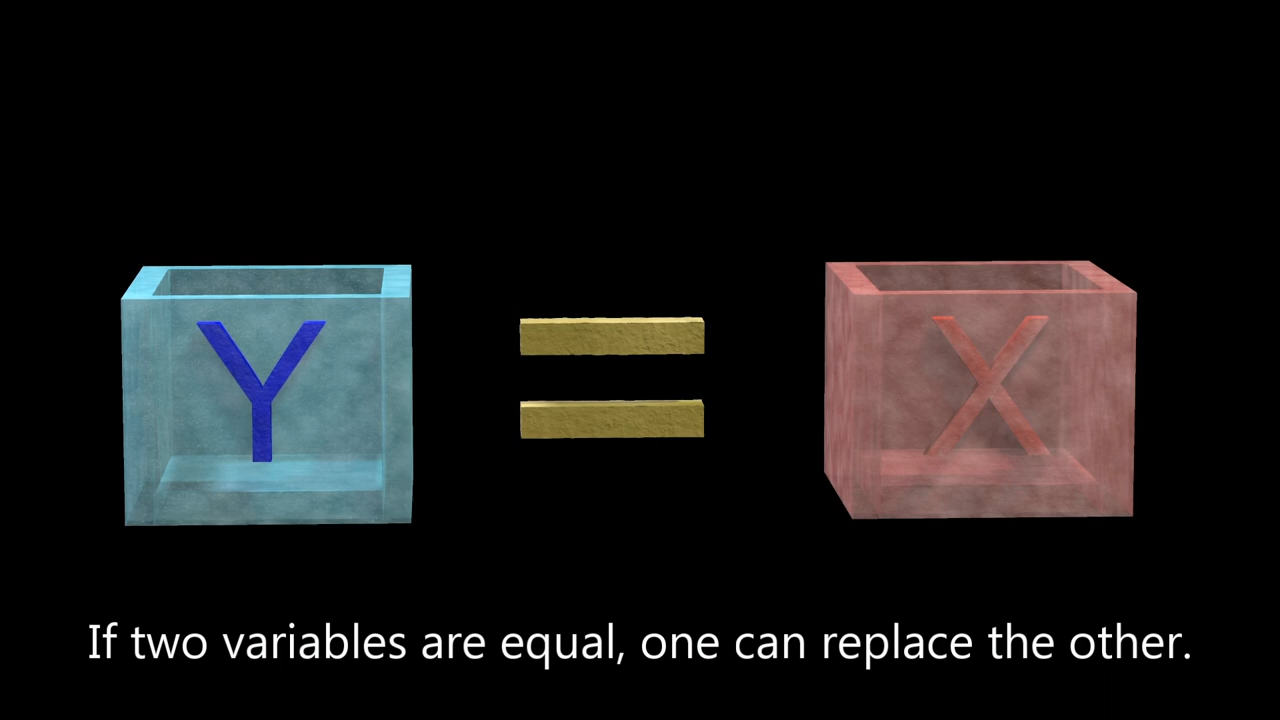 Y = X
If two variables are equal, one can replace the other.